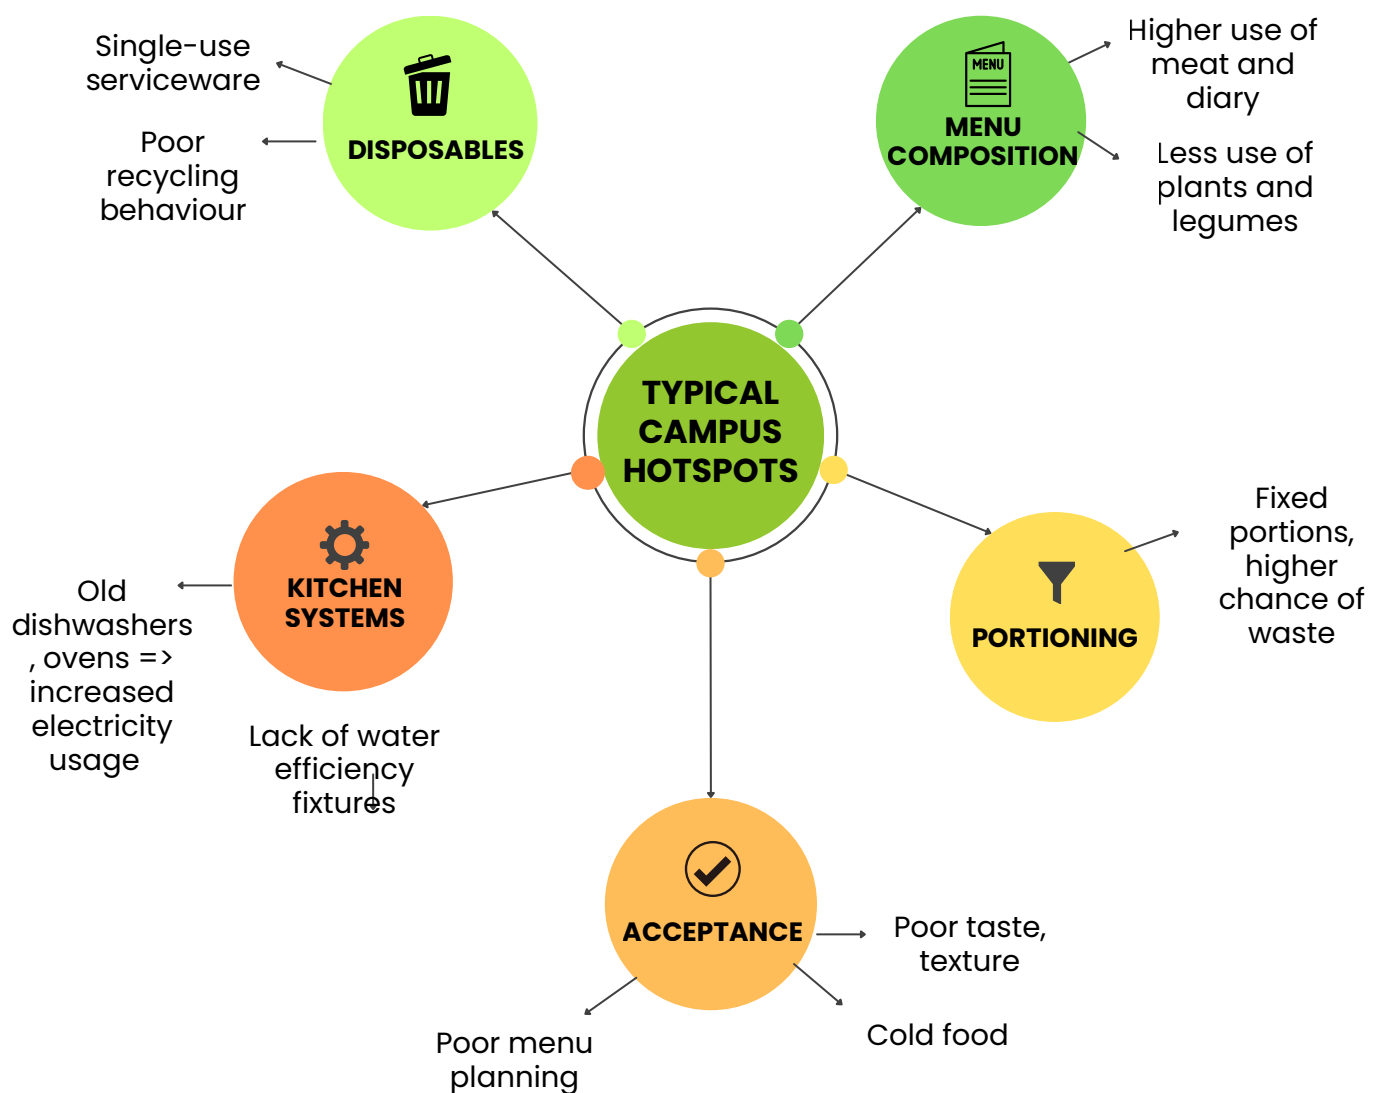 Single-use
serviceware
Poor
recycling
behaviour
DISPOSABLES
MENU
MENU
COMPOSITION
Higher use of
meat and
diary
Less use of
plants and
legumes
TYPICAL
CAMPUS
HOTSPOTS
KITCHEN
SYSTEMS
Old
dishwashers
, ovens =>
increased
electricity
usage
Lack of water
efficiency
fixtures
PORTIONING
Fixed
portions,
higher
chance of
waste
ACCEPTANCE
Poor taste,
texture
Cold food
Poor menu
planning